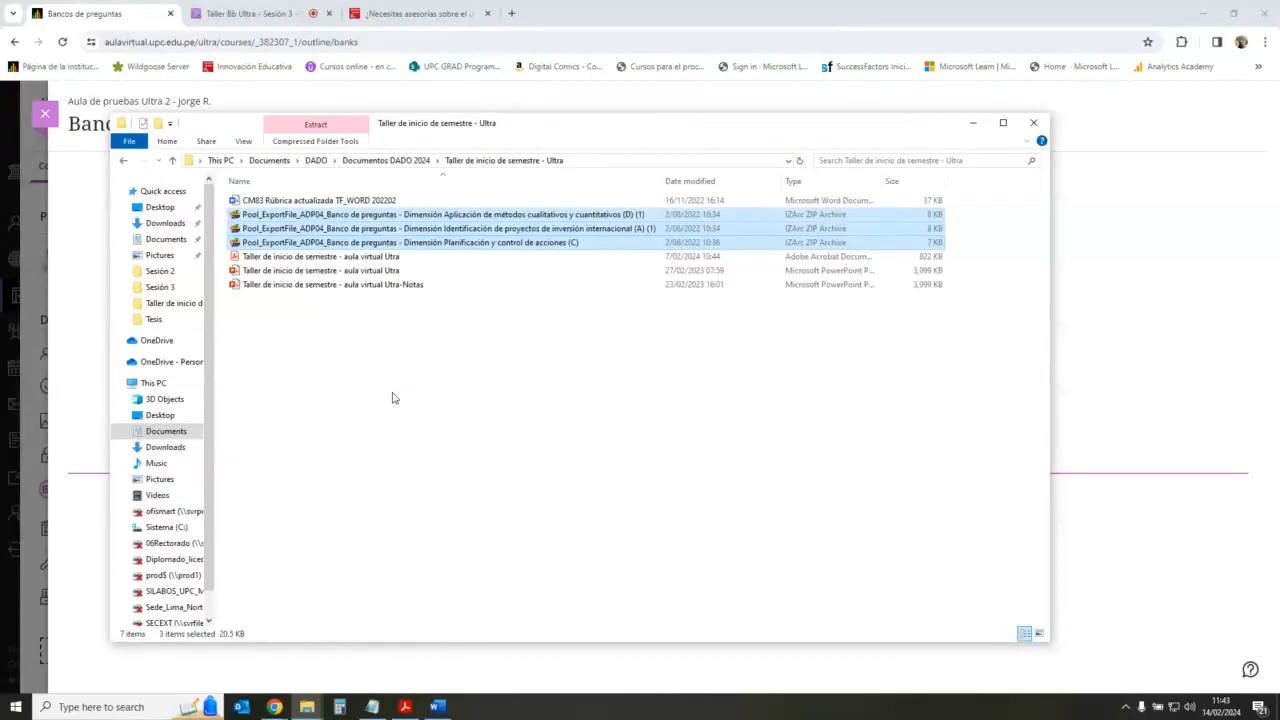 Bancos de preguntas
Taller Bb Ultra - Sesión 3 -
¿Necesitas asesorías sobre el u
aulavirtual.upc.edu.pe/ultra/courses/_382307_1/outline/banks
Página de la instituc...
Wildgoose Server
Innovación Educativa
Cursos online - en c...
UPC GRAD Program...
Digital Comics - Co...
Cursos para el proc...
Sign in · Microsoft L...
SuccessFactors Inici...
Microsoft Learn | Mi...
Home · Microsoft L...
Analytics Academy
Aula de pruebas Ultra 2 - Jorge R.
Banc
Extract
Taller de inicio de semestre - Ultra
File
Home
Share
View
Compressed Folder Tools
This PC > Documents > DADO > Documentos DADO 2024 > Taller de inicio de semestre - Ultra
Search Taller de inicio de semestre - Ultra
Name
Date modified
Type
Size
CM83 Rúbrica actualizada TF_WORD 202202 16/11/2022 16:14 Microsoft Word Docum... 37 KB
Pool_ExportFile_ADP04_Banco de preguntas - Dimensión Aplicación de métodos cualitativos y cuantitativos (D) (1) 2/08/2022 10:34 IZArc ZIP Archive 8 KB
Pool_ExportFile_ADP04_Banco de preguntas - Dimensión Identificación de proyectos de inversión internacional (A) (1) 2/08/2022 10:34 IZArc ZIP Archive 8 KB
Pool_ExportFile_ADP04_Banco de preguntas - Dimensión Planificación y control de acciones (C) 2/08/2022 10:36 IZArc ZIP Archive 7 KB
Taller de inicio de semestre - aula virtual Utra 7/02/2024 10:44 Adobe Acrobat Docum... 822 KB
Taller de inicio de semestre - aula virtual Utra 27/02/2023 07:59 Microsoft PowerPoint P... 3,999 KB
Taller de inicio de semestre - aula virtual Utra-Notas 23/02/2023 16:01 Microsoft PowerPoint P... 3,999 KB
Quick access
Desktop
Downloads
Documents
Pictures
Sesión 2
Sesión 3
Taller de inicio d
Tesis
OneDrive
OneDrive - Person
This PC
3D Objects
Desktop
Documents
Downloads
Music
Pictures
Videos
ofismart (\\svrpr
Sistema (C:)
06Rectorado (\\s
Diplomado_licec
prod$ (\\prod1)
SILABOS_UPC_M
Sede_Lima_Nort
SECEXT (\\svrfile
7 items 3 items selected 20.5 KB
Type here to search
11:43
14/02/2024
21